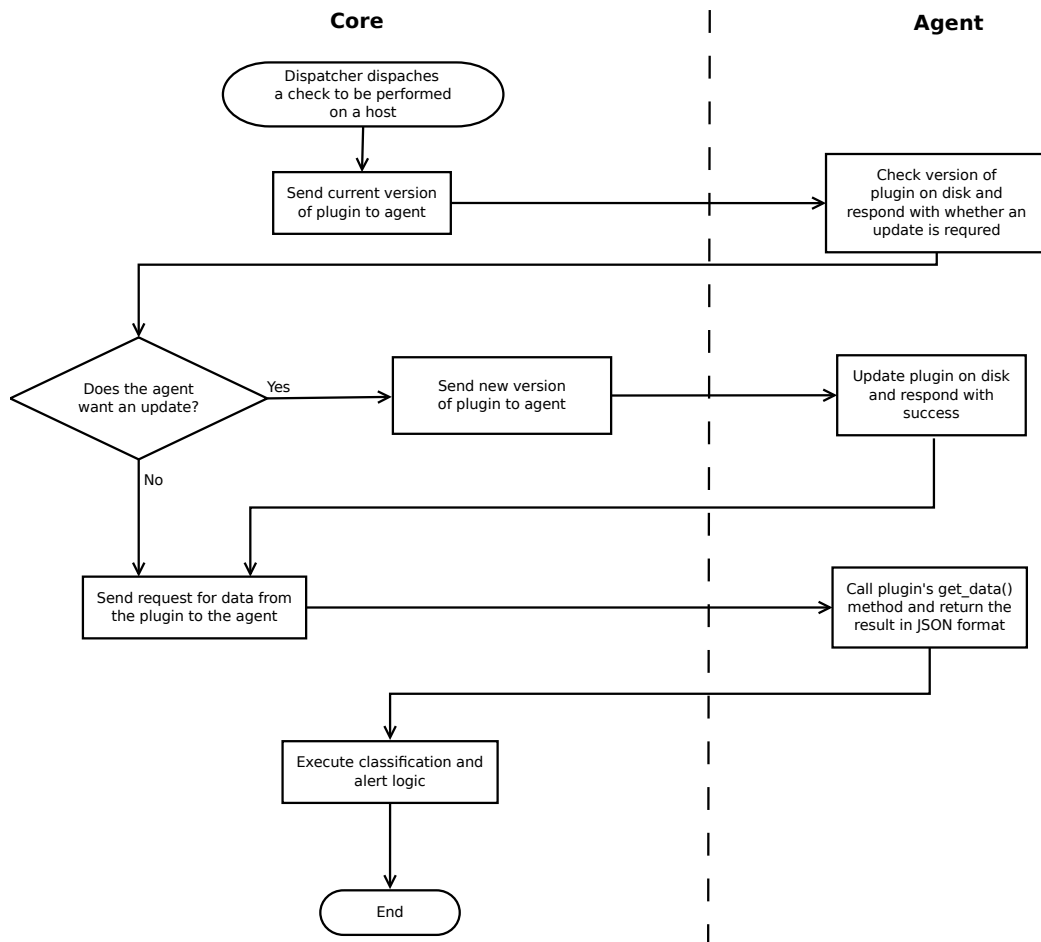 Core
Agent
Dispatcher dispaches
a check to be performed
on a host
Send current version
of plugin to agent
Check version of
plugin on disk and
respond with whether an
update is requred
Does the agent
want an update?
Yes
Send new version
of plugin to agent
Update plugin on disk
and respond with
success
No
Send request for data from
the plugin to the agent
Call plugin's get_data()
method and return the
result in JSON format
Execute classification and
alert logic
End